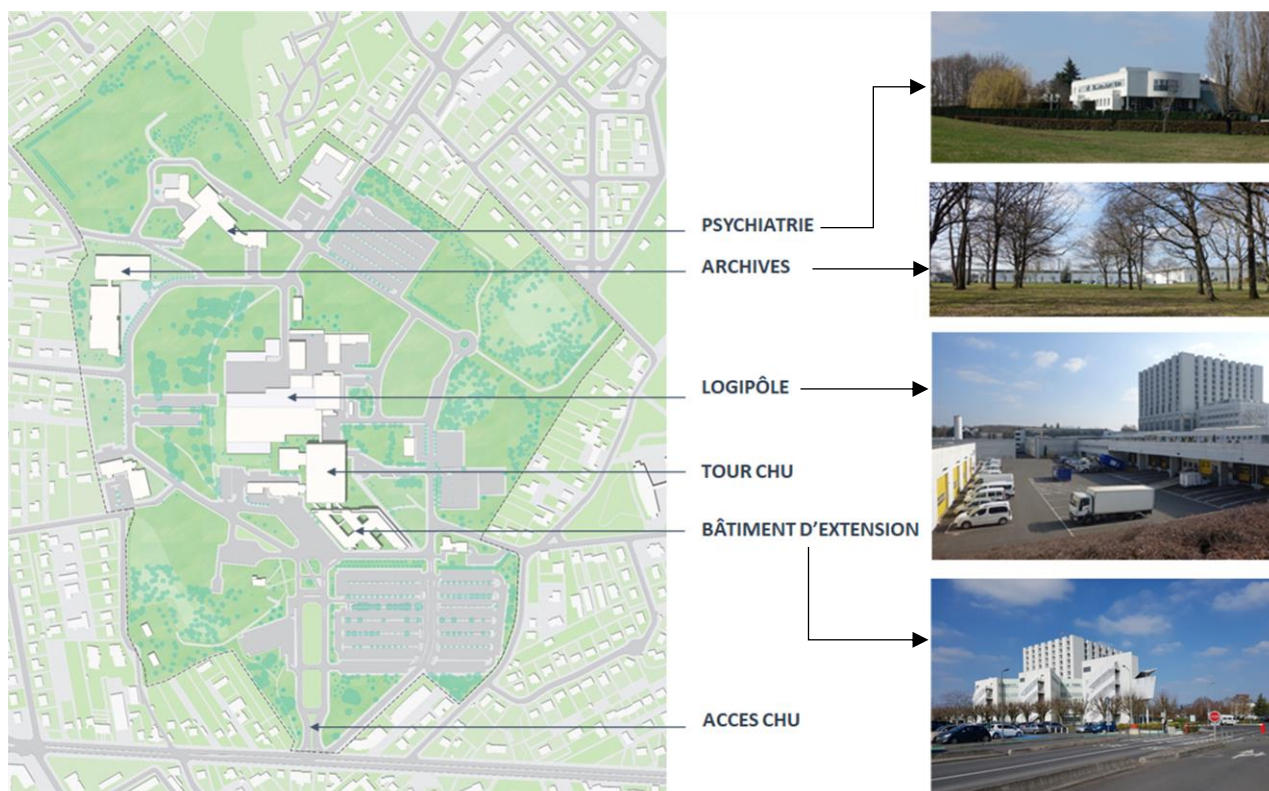 PSYCHIATRIE
ARCHIVES
LOGIPÔLE
TOUR CHU
BÂTIMENT D'EXTENSION
ACCES CHU